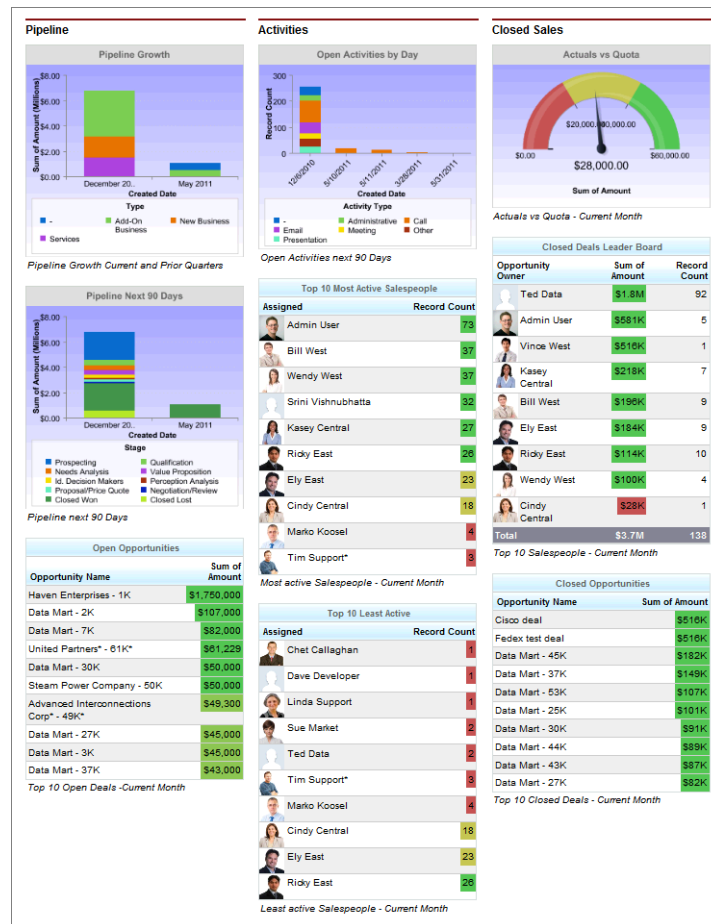 Pipeline
Pipeline Growth
Sum of Amount (Millions)
$8.00
$6.00
$4.00
$2.00
$0.00
December 20..
May 2011
Created Date
Type
-
Add-On
Business
New Business
Services
Pipeline Growth Current and Prior Quarters
Pipeline Next 90 Days
Sum of Amount (Millions)
$8.00
$6.00
$4.00
$2.00
$0.00
December 20..
May 2011
Created Date
Stage
Prospecting
Qualification
Needs Analysis
Value Proposition
Id. Decision Makers
Perception Analysis
Proposal/Price Quote
Negotiation/Review
Closed Won
Closed Lost
Pipeline next 90 Days
Open Opportunities
Opportunity Name Sum of
Amount
Haven Enterprises - 1K $1,750,000
Data Mart - 2K $107,000
Data Mart - 7K $82,000
United Partners* - 61K* $61,229
Data Mart - 30K $50,000
Steam Power Company - 50K $50,000
Advanced Interconnections $49,300
Corp* - 49K*
Data Mart - 27K $45,000
Data Mart - 3K $45,000
Data Mart - 37K $43,000
Top 10 Open Deals -Current Month
Activities
Open Activities by Day
Record Count
300
200
100
0
12/6/2010
5/10/2011
5/11/2011
3/28/2011
5/31/2011
Created Date
Activity Type
-
Administrative
Call
Email
Meeting
Other
Presentation
Open Activities next 90 Days
Top 10 Most Active Salespeople
Assigned Record Count
Admin User 73
Bill West 37
Wendy West 37
Srini Vishnubhatta 32
Kasey Central 27
Ricky East 26
Ely East 23
Cindy Central 18
Marko Koosel 4
Tim Support* 3
Most active Salespeople - Current Month
Top 10 Least Active
Assigned Record Count
Chet Callaghan 1
Dave Developer 1
Linda Support 1
Sue Market 2
Ted Data 2
Tim Support* 3
Marko Koosel 4
Cindy Central 18
Ely East 23
Ricky East 26
Least active Salespeople - Current Month
Closed Sales
Actuals vs Quota
$0.00
$60,000.00
$28,000.00
Sum of Amount
Actuals vs Quota - Current Month
Closed Deals Leader Board
Opportunity Sum of Record
Owner Amount Count
Ted Data $1.8M 92
Admin User $581K 5
Vince West $516K 1
Kasey $218K 7
Central
Bill West $196K 9
Ely East $184K 9
Ricky East $114K 10
Wendy West $100K 4
Cindy $28K 1
Central
Total $3.7M 138
Top 10 Salespeople - Current Month
Closed Opportunities
Opportunity Name Sum of Amount
Cisco deal $516K
Fedex test deal $516K
Data Mart - 45K $182K
Data Mart - 37K $149K
Data Mart - 53K $107K
Data Mart - 25K $101K
Data Mart - 30K $91K
Data Mart - 44K $89K
Data Mart - 43K $87K
Data Mart - 27K $82K
Top 10 Closed Deals - Current Month